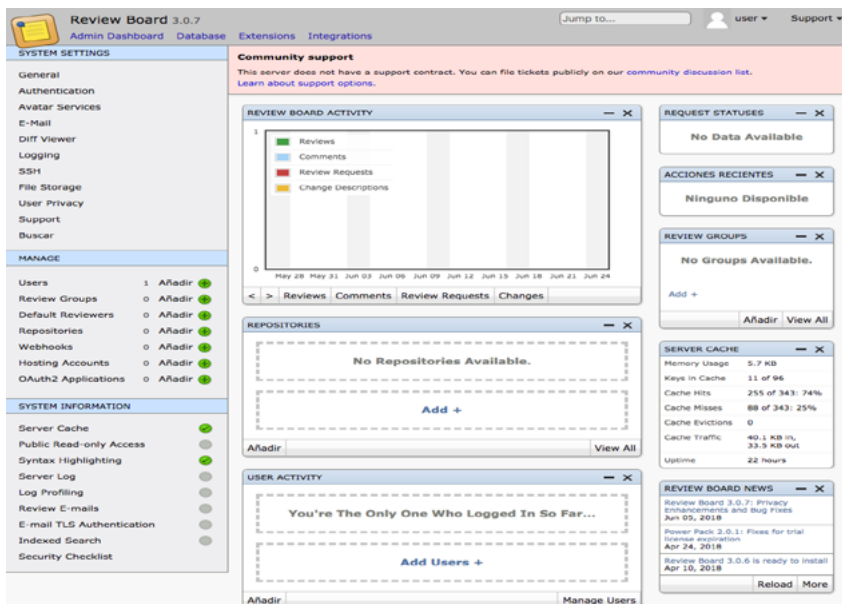 Review Board 3.0.7
Jump to...
user
Support
Admin Dashboard Database Extensions Integrations
SYSTEM SETTINGS
General
Authentication
Avatar Services
E-Mail
Diff Viewer
Logging
SSH
File Storage
User Privacy
Support
Buscar
MANAGE
Users 1 Añadir
Review Groups 0 Añadir
Default Reviewers 0 Añadir
Repositories 0 Añadir
Webhooks 0 Añadir
Hosting Accounts 0 Añadir
OAuth2 Applications 0 Añadir
SYSTEM INFORMATION
Server Cache
Public Read-only Access
Syntax Highlighting
Server Log
Log Profiling
Review E-mails
E-mail TLS Authentication
Indexed Search
Security Checklist
Community support
This server does not have a support contract. You can file tickets publicly on our community discussion list.
Learn about support options.
REVIEW BOARD ACTIVITY
1
Reviews
Comments
Review Requests
Change Descriptions
0
May 28 May 31 Jun 03 Jun 06 Jun 09 Jun 12 Jun 15 Jun 18 Jun 21 Jun 24
< > Reviews Comments Review Requests Changes
REPOSITORIES
No Repositories Available.
Add +
Añadir View All
USER ACTIVITY
You're The Only One Who Logged In So Far...
Add Users +
Añadir Manage Users
REQUEST STATUSES
No Data Available
ACCIONES RECIENTES
Ninguno Disponible
REVIEW GROUPS
No Groups Available.
Add +
Añadir View All
SERVER CACHE
Memory Usage 5.7 KB
Keys in Cache 11 of 96
Cache Hits 255 of 343: 74%
Cache Misses 88 of 343: 25%
Cache Evictions 0
Cache Traffic 40.1 KB in,
33.5 KB out
Uptime 22 hours
REVIEW BOARD NEWS
Review Board 3.0.7: Privacy
Enhancements and Bug Fixes
Jun 05, 2018
Power Pack 3.0.1: Fixes for trial
license expiration
Apr 24, 2018
Review Board 3.0.6 is ready to install
Apr 10, 2018
Reload More